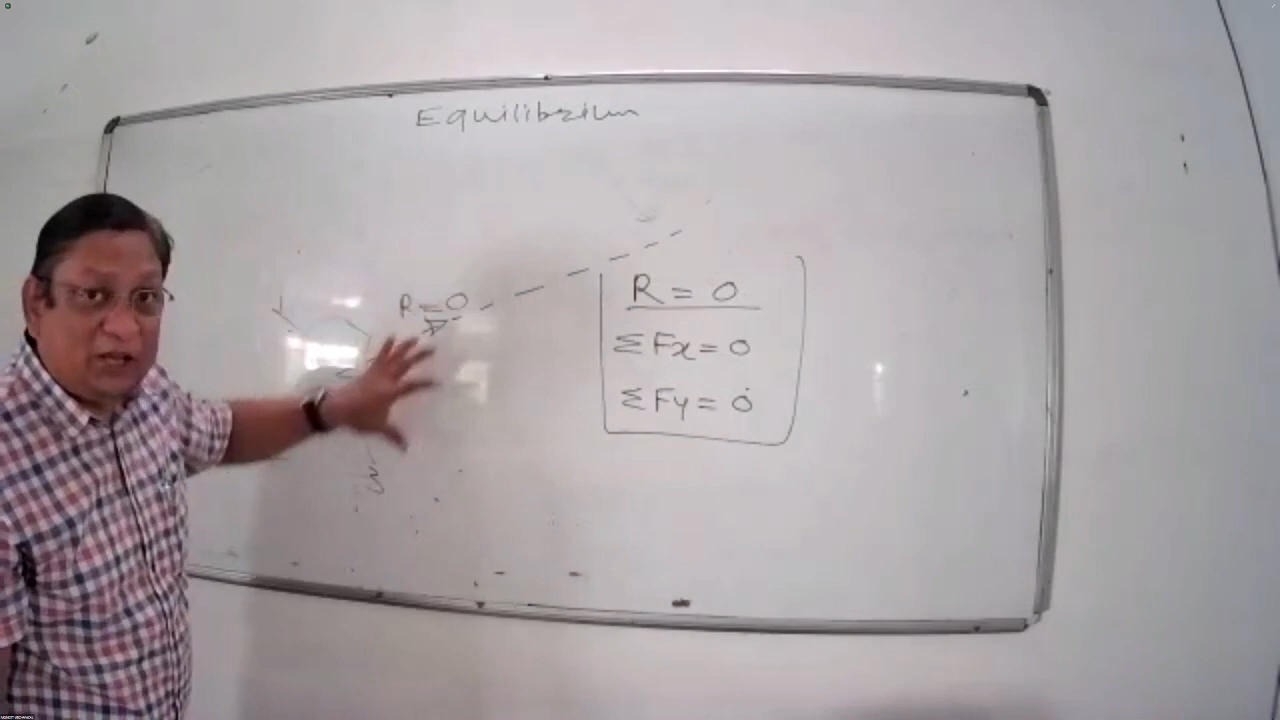 Equilibrium
R = 0
R = 0
ΣFx = 0
ΣFy = 0